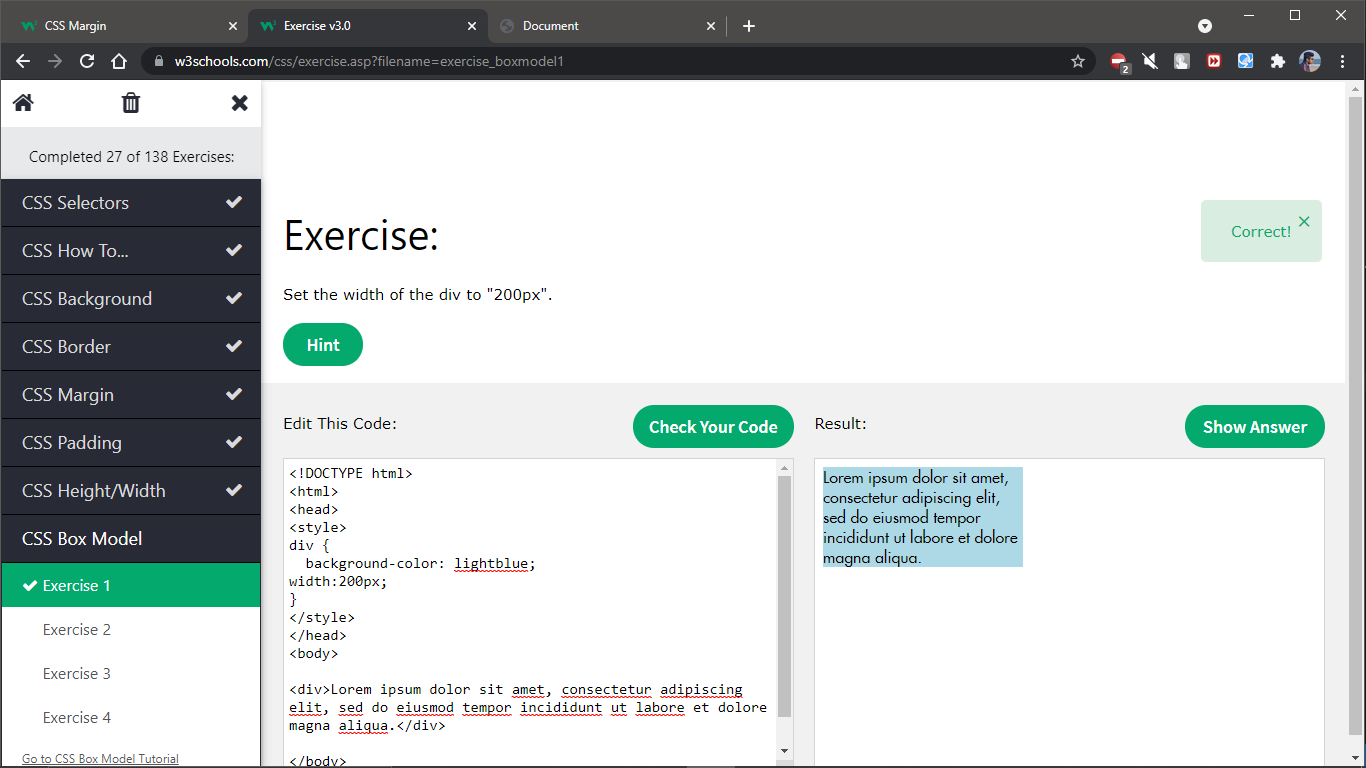 CSS Margin
Exercise v3.0
Document
w3schools.com/css/exercise.asp?filename=exercise_boxmodel1
2
Completed 27 of 138 Exercises:
CSS Selectors
CSS How To...
CSS Background
CSS Border
CSS Margin
CSS Padding
CSS Height/Width
CSS Box Model
Exercise 1
Exercise 2
Exercise 3
Exercise 4
Go to CSS Box Model Tutorial
Exercise:
Correct!
Set the width of the div to "200px".
Hint
Edit This Code:
Check Your Code
<!DOCTYPE html>
<html>
<head>
<style>
div {
  background-color: lightblue;
width:200px;
}
</style>
</head>
<body>
<div>Lorem ipsum dolor sit amet, consectetur adipiscing
elit, sed do eiusmod tempor incididunt ut labore et dolore
magna aliqua.</div>
</body>
Result:
Show Answer
Lorem ipsum dolor sit amet,
consectetur adipiscing elit,
sed do eiusmod tempor
incididunt ut labore et dolore
magna aliqua.